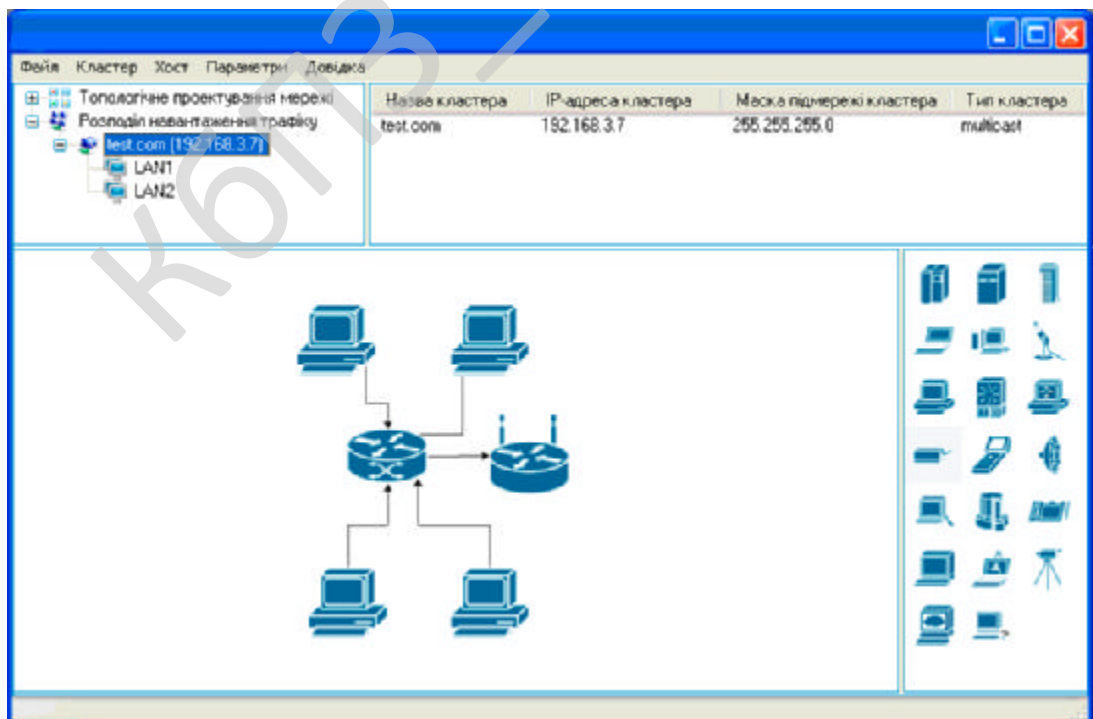 Файл Кластер Хост Параметри Довідка
Топологічне проектування мережі
Розподіл навантаження трафіку
test.com (192.168.3.7)
LAN1
LAN2
Назва кластера IP-адреса кластера Маска підмережі кластера Тип кластера
test.com 192.168.3.7 255.255.255.0 multicast
КбПЗ_